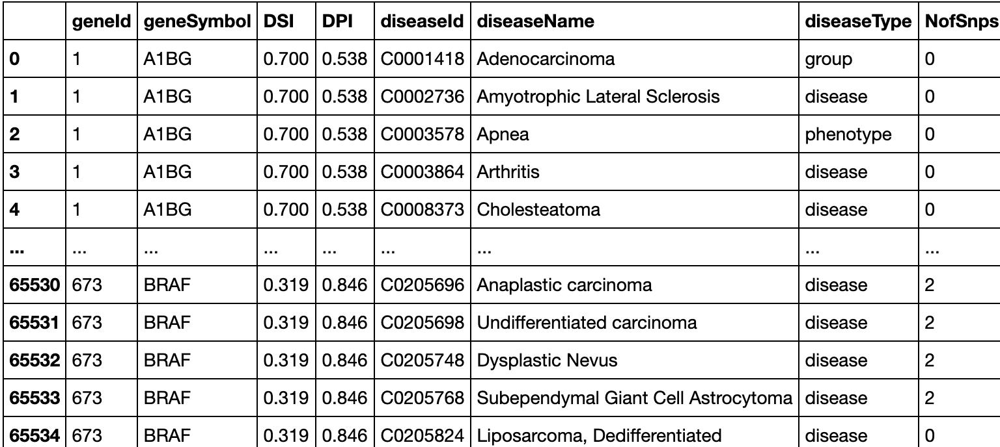 geneId geneSymbol DSI DPI diseaseId diseaseName diseaseType NofSnps
0 1 A1BG 0.700 0.538 C0001418 Adenocarcinoma group 0
1 1 A1BG 0.700 0.538 C0002736 Amyotrophic Lateral Sclerosis disease 0
2 1 A1BG 0.700 0.538 C0003578 Apnea phenotype 0
3 1 A1BG 0.700 0.538 C0003864 Arthritis disease 0
4 1 A1BG 0.700 0.538 C0008373 Cholesteatoma disease 0
... ... ... ... ... ... ... ... ...
65530 673 BRAF 0.319 0.846 C0205696 Anaplastic carcinoma disease 2
65531 673 BRAF 0.319 0.846 C0205698 Undifferentiated carcinoma disease 2
65532 673 BRAF 0.319 0.846 C0205748 Dysplastic Nevus disease 2
65533 673 BRAF 0.319 0.846 C0205768 Subependymal Giant Cell Astrocytoma disease 2
65534 673 BRAF 0.319 0.846 C0205824 Liposarcoma, Dedifferentiated disease 0